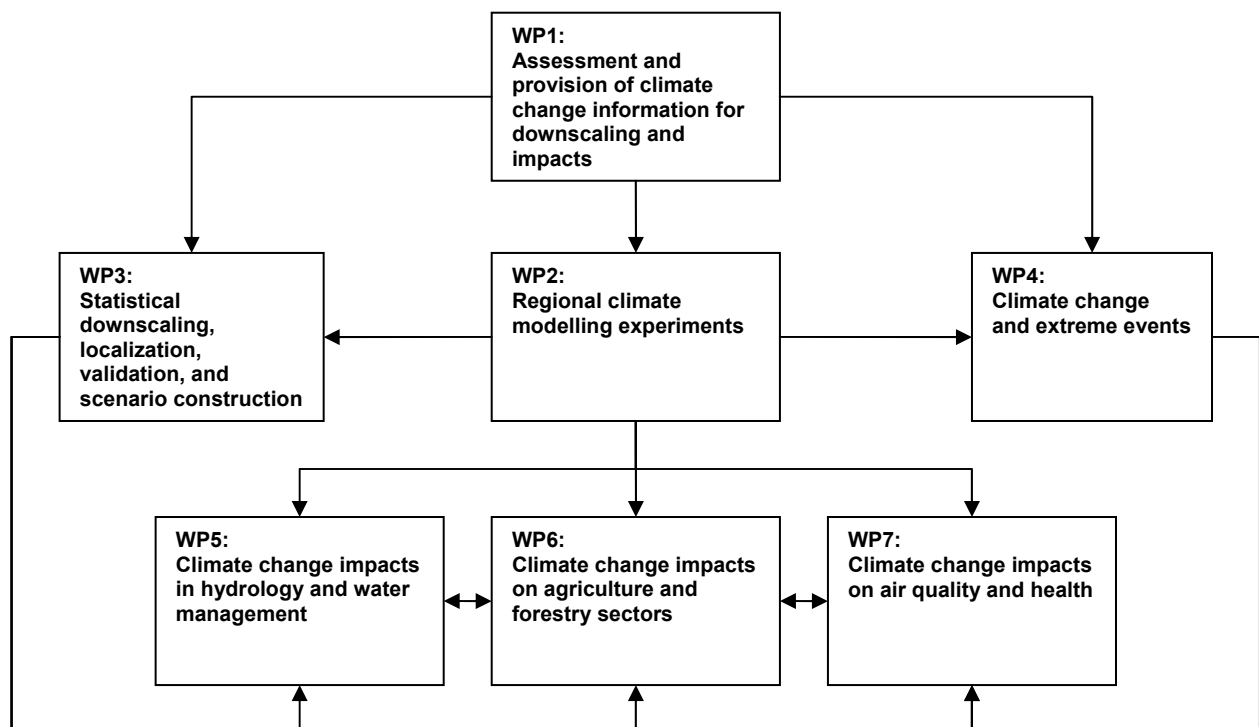 WP1:
Assessment and
provision of climate
change information for
downscaling and
impacts
WP3:
Statistical
downscaling,
localization,
validation, and
scenario construction
WP2:
Regional climate
modelling experiments
WP4:
Climate change
and extreme events
WP5:
Climate change impacts
in hydrology and water
management
WP6:
Climate change impacts
on agriculture and
forestry sectors
WP7:
Climate change impacts
on air quality and health